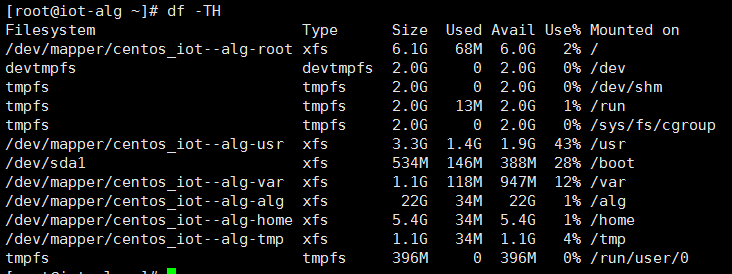 [root@iot-alg ~]# df -TH
Filesystem Type Size Used Avail Use% Mounted on
/dev/mapper/centos_iot--alg-root xfs 6.1G 68M 6.0G 2% /
devtmpfs devtmpfs 2.0G 0 2.0G 0% /dev
tmpfs tmpfs 2.0G 0 2.0G 0% /dev/shm
tmpfs tmpfs 2.0G 13M 2.0G 1% /run
tmpfs tmpfs 2.0G 0 2.0G 0% /sys/fs/cgroup
/dev/mapper/centos_iot--alg-usr xfs 3.3G 1.4G 1.9G 43% /usr
/dev/sda1 xfs 534M 146M 388M 28% /boot
/dev/mapper/centos_iot--alg-var xfs 1.1G 118M 947M 12% /var
/dev/mapper/centos_iot--alg-alg xfs 22G 34M 22G 1% /alg
/dev/mapper/centos_iot--alg-home xfs 5.4G 34M 5.4G 1% /home
/dev/mapper/centos_iot--alg-tmp xfs 1.1G 34M 1.1G 4% /tmp
tmpfs tmpfs 396M 0 396M 0% /run/user/0